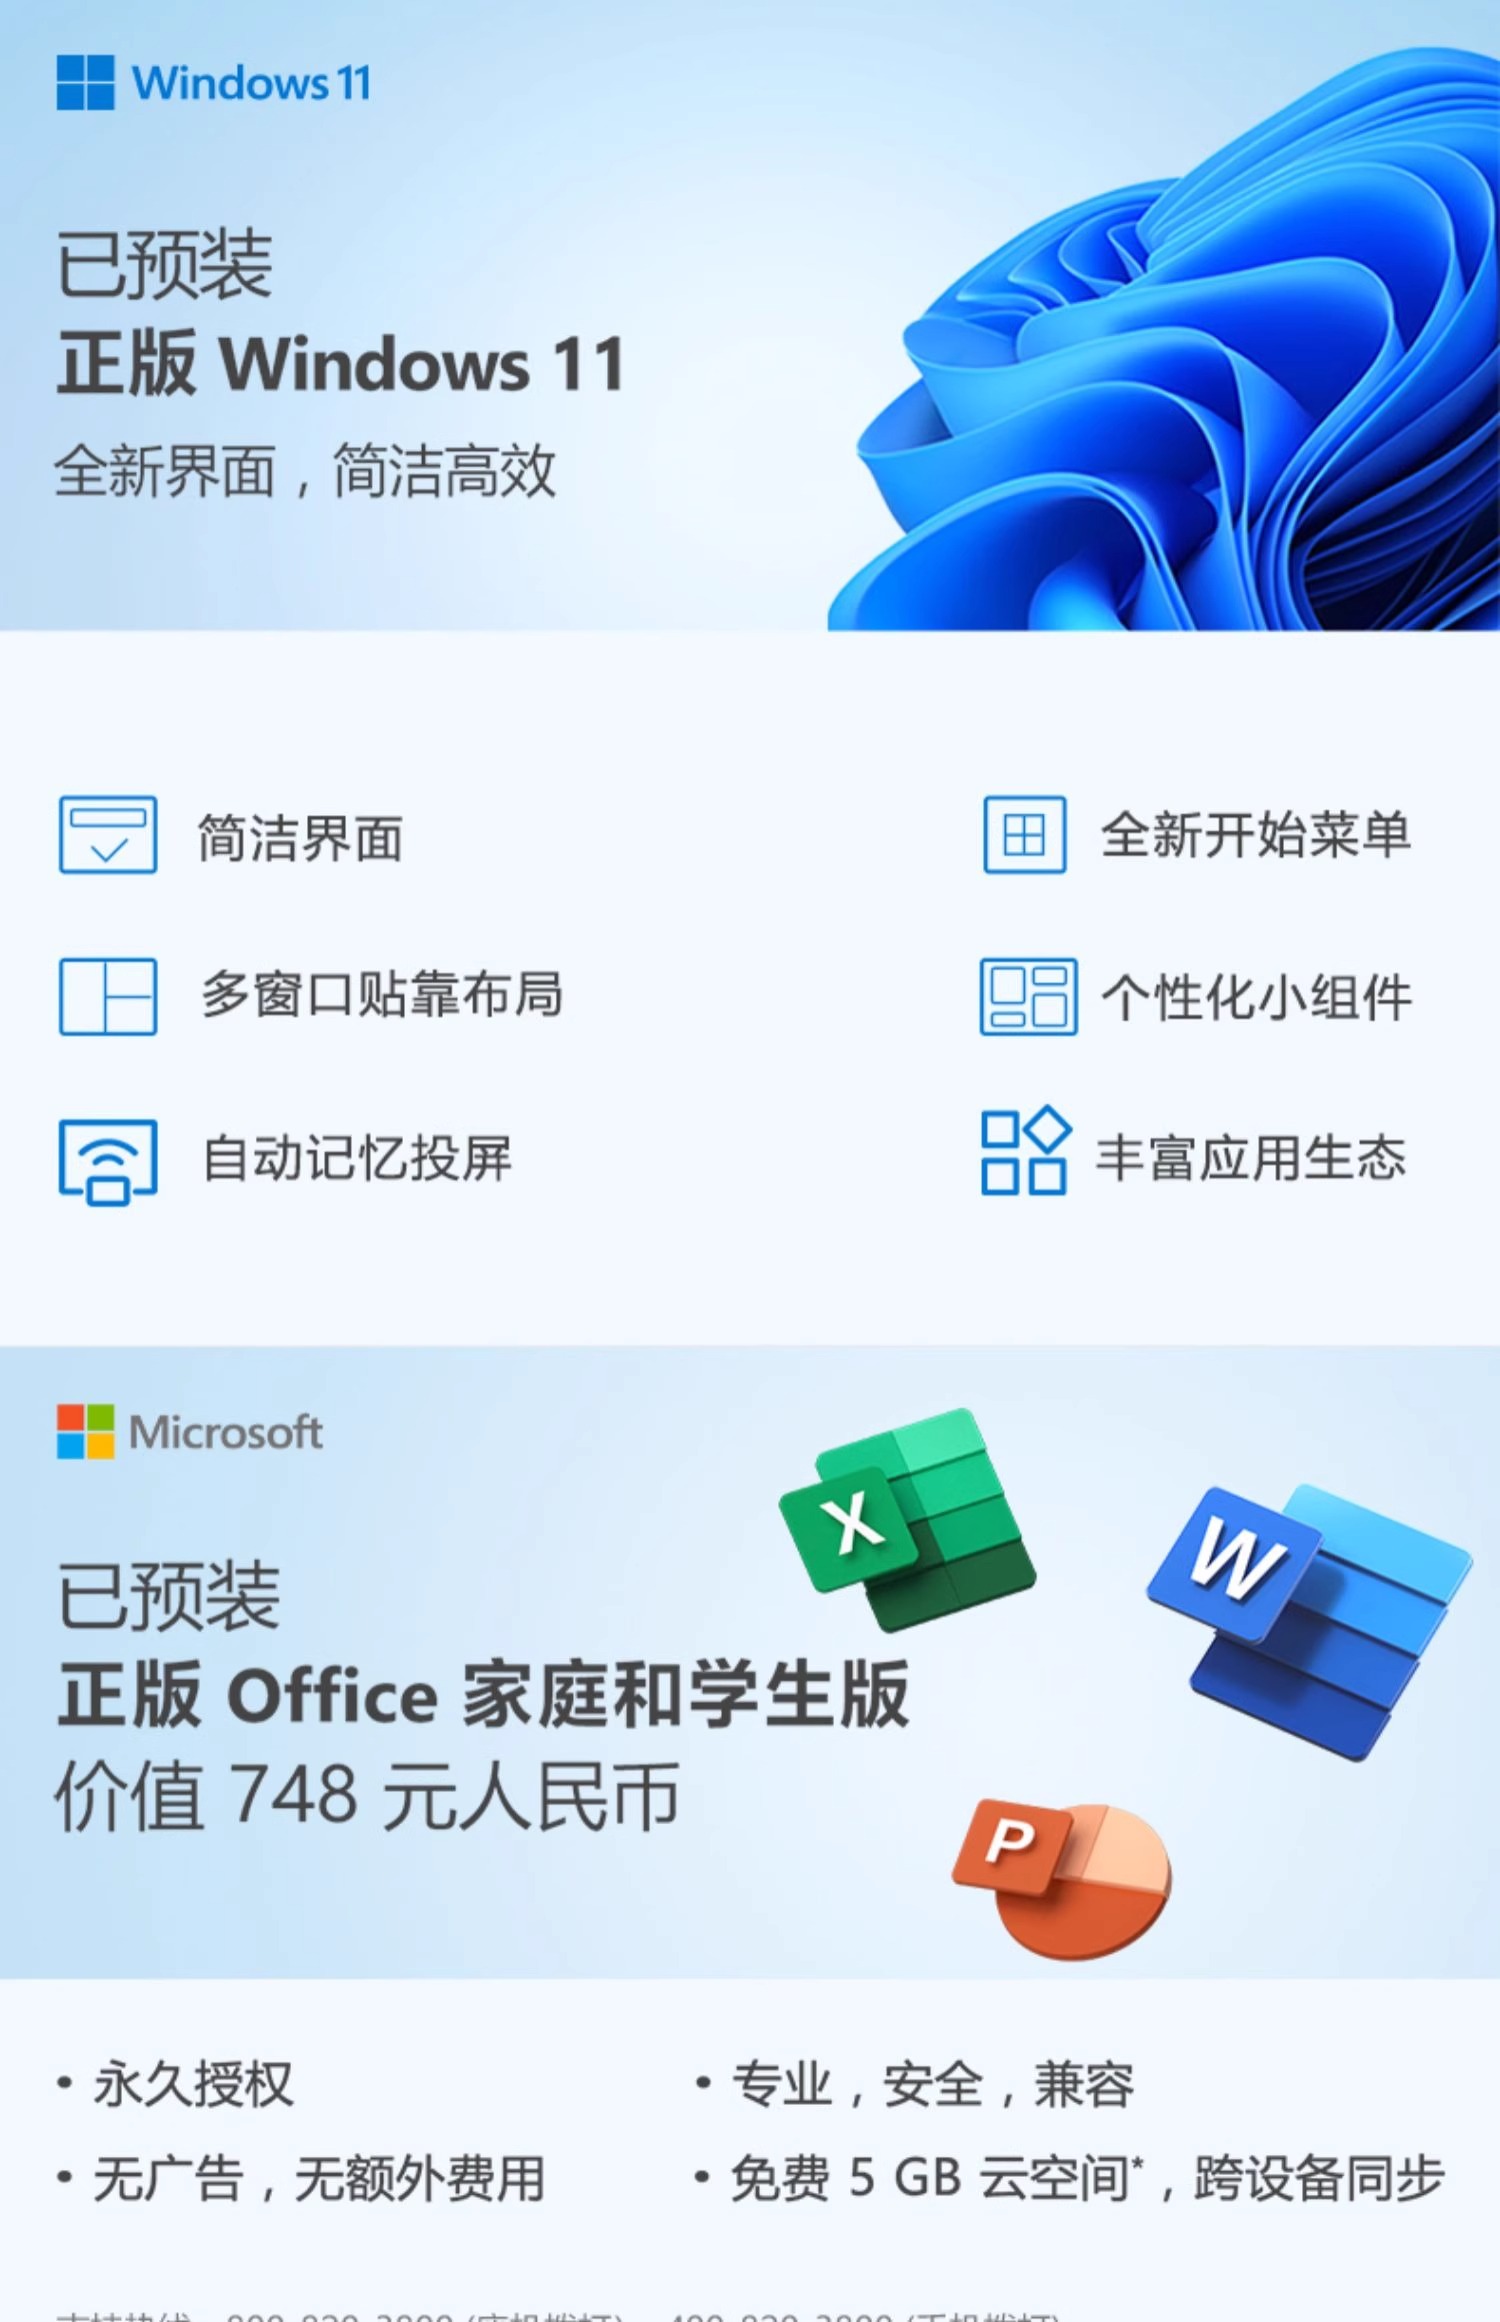 Windows 11
已预装
正版 Windows 11
全新界面，简洁高效
简洁界面
全新开始菜单
多窗口贴靠布局
个性化小组件
自动记忆投屏
丰富应用生态
Microsoft
X
W
已预装
正版 Office 家庭和学生版
价值 748 元人民币
P
• 永久授权
• 专业，安全，兼容
• 无广告，无额外费用
• 免费 5 GB 云空间*，跨设备同步